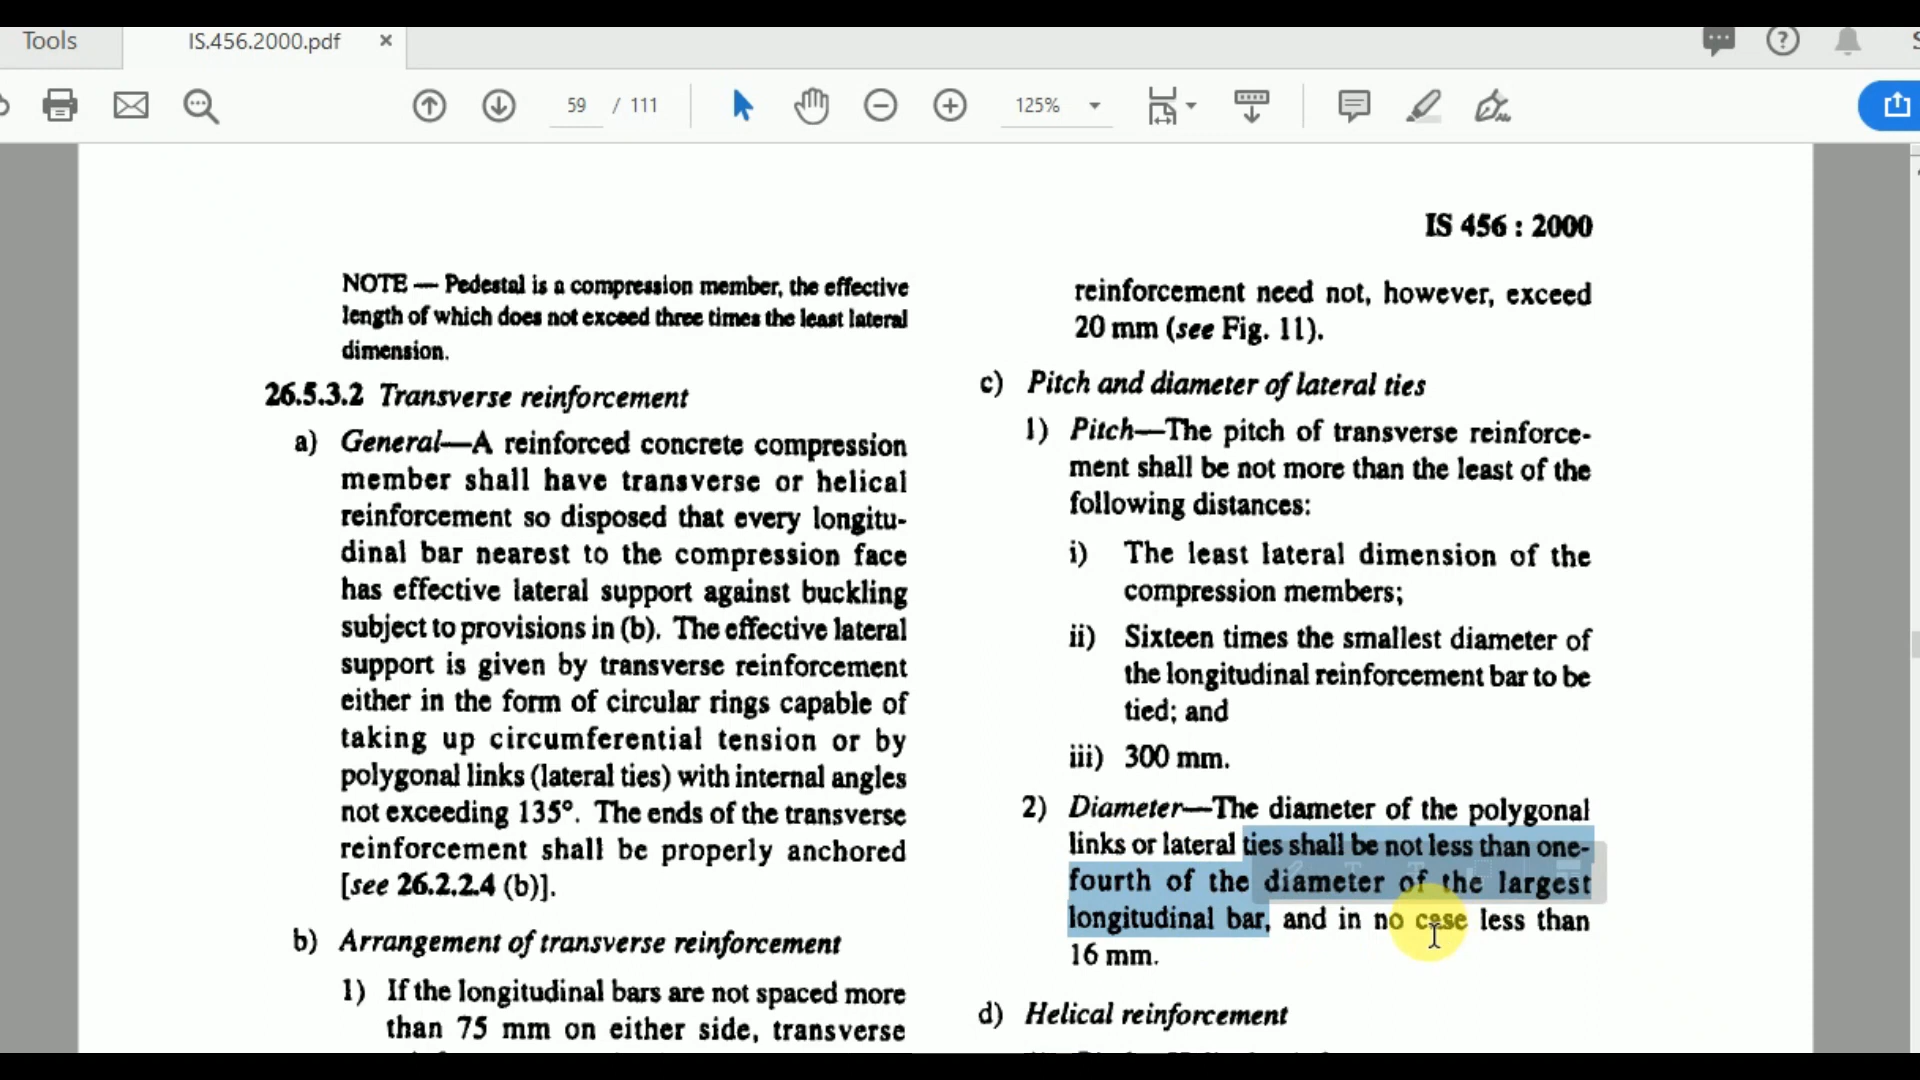 Tools
IS.456.2000.pdf ×
59 / 111
125%
IS 456 : 2000
NOTE — Pedestal is a compression member, the effective
length of which does not exceed three times the least lateral
dimension.
26.5.3.2 Transverse reinforcement
a) General—A reinforced concrete compression
member shall have transverse or helical
reinforcement so disposed that every longitu-
dinal bar nearest to the compression face
has effective lateral support against buckling
subject to provisions in (b). The effective lateral
support is given by transverse reinforcement
either in the form of circular rings capable of
taking up circumferential tension or by
polygonal links (lateral ties) with internal angles
not exceeding 135°. The ends of the transverse
reinforcement shall be properly anchored
[see 26.2.2.4 (b)].
b) Arrangement of transverse reinforcement
1) If the longitudinal bars are not spaced more
than 75 mm on either side, transverse
reinforcement need not, however, exceed
20 mm (see Fig. 11).
c) Pitch and diameter of lateral ties
1) Pitch—The pitch of transverse reinforce-
ment shall be not more than the least of the
following distances:
i) The least lateral dimension of the
compression members;
ii) Sixteen times the smallest diameter of
the longitudinal reinforcement bar to be
tied; and
iii) 300 mm.
2) Diameter—The diameter of the polygonal
links or lateral ties shall be not less than one-
fourth of the diameter of the largest
longitudinal bar, and in no case less than
16 mm.
d) Helical reinforcement